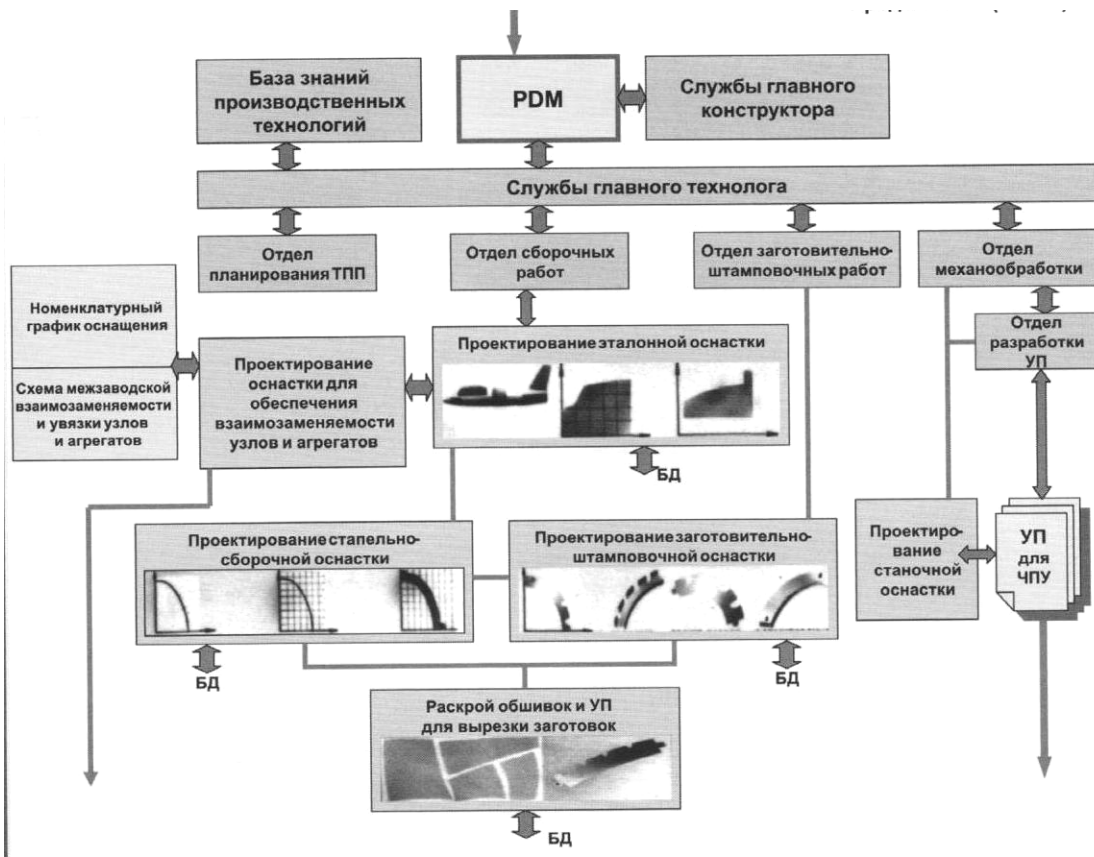 База знаний
производственных
технологий
PDM
Службы главного
конструктора
Службы главного технолога
Отдел
планирования ТПП
Отдел сборочных
работ
Отдел заготовительно-
штамповочных работ
Отдел
механообработки
Номенклатурный
график оснащения
Схема межзаводской
взаимозаменяемости
и увязки узлов
и агрегатов
Проектирование
оснастки для
обеспечения
взаимозаменяемости
узлов и агрегатов
Проектирование эталонной оснастки
БД
Отдел
разработки
УП
Проектирование стапельно-
сборочной оснастки
БД
Проектирование заготовительно-
штамповочной оснастки
БД
Проектиро-
вание
станочной
оснастки
УП
для
ЧПУ
Раскрой обшивок и УП
для вырезки заготовок
БД